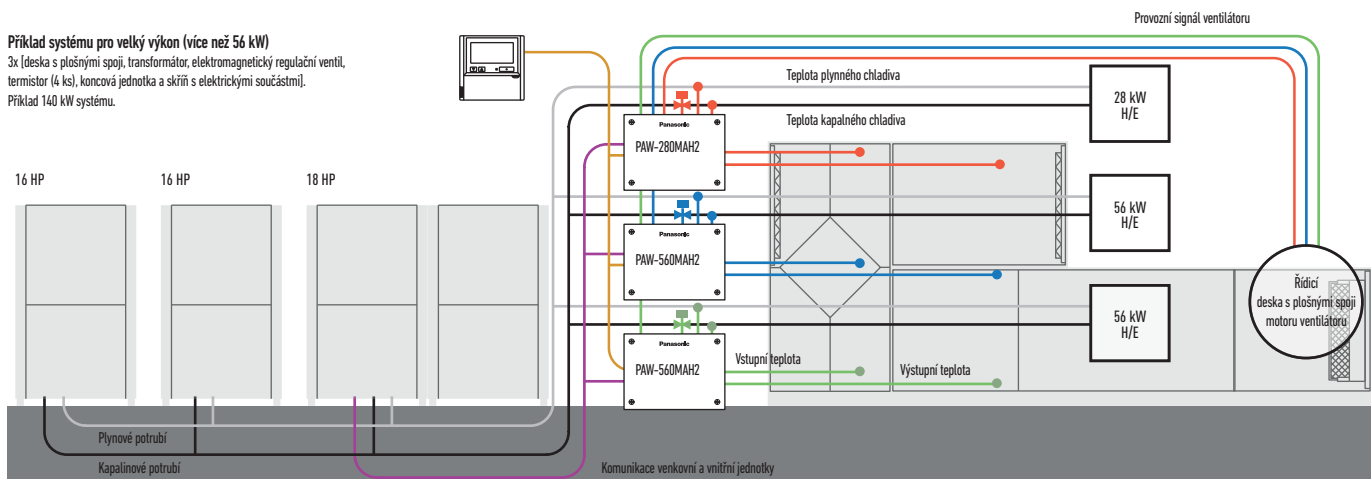 Příklad systému pro velký výkon (více než 56 kW)
3x [deska s plošnými spoji, transformátor, elektromagnetický regulační ventil,
termistor (4 ks), koncová jednotka a skříň s elektrickými součástmi].
Příklad 140 kW systému.
Provozní signál ventilátoru
Teplota plynného chladiva
Teplota kapalného chladiva
28 kW
H/E
Panasonic
PAW-280MAH2
16 HP
16 HP
18 HP
56 kW
H/E
Panasonic
PAW-560MAH2
Řídicí
deska s plošnými spoji
motoru ventilátoru
56 kW
H/E
Panasonic
PAW-560MAH2
Vstupní teplota
Výstupní teplota
Plynové potrubí
Kapalinové potrubí
Komunikace venkovní a vnitřní jednotky